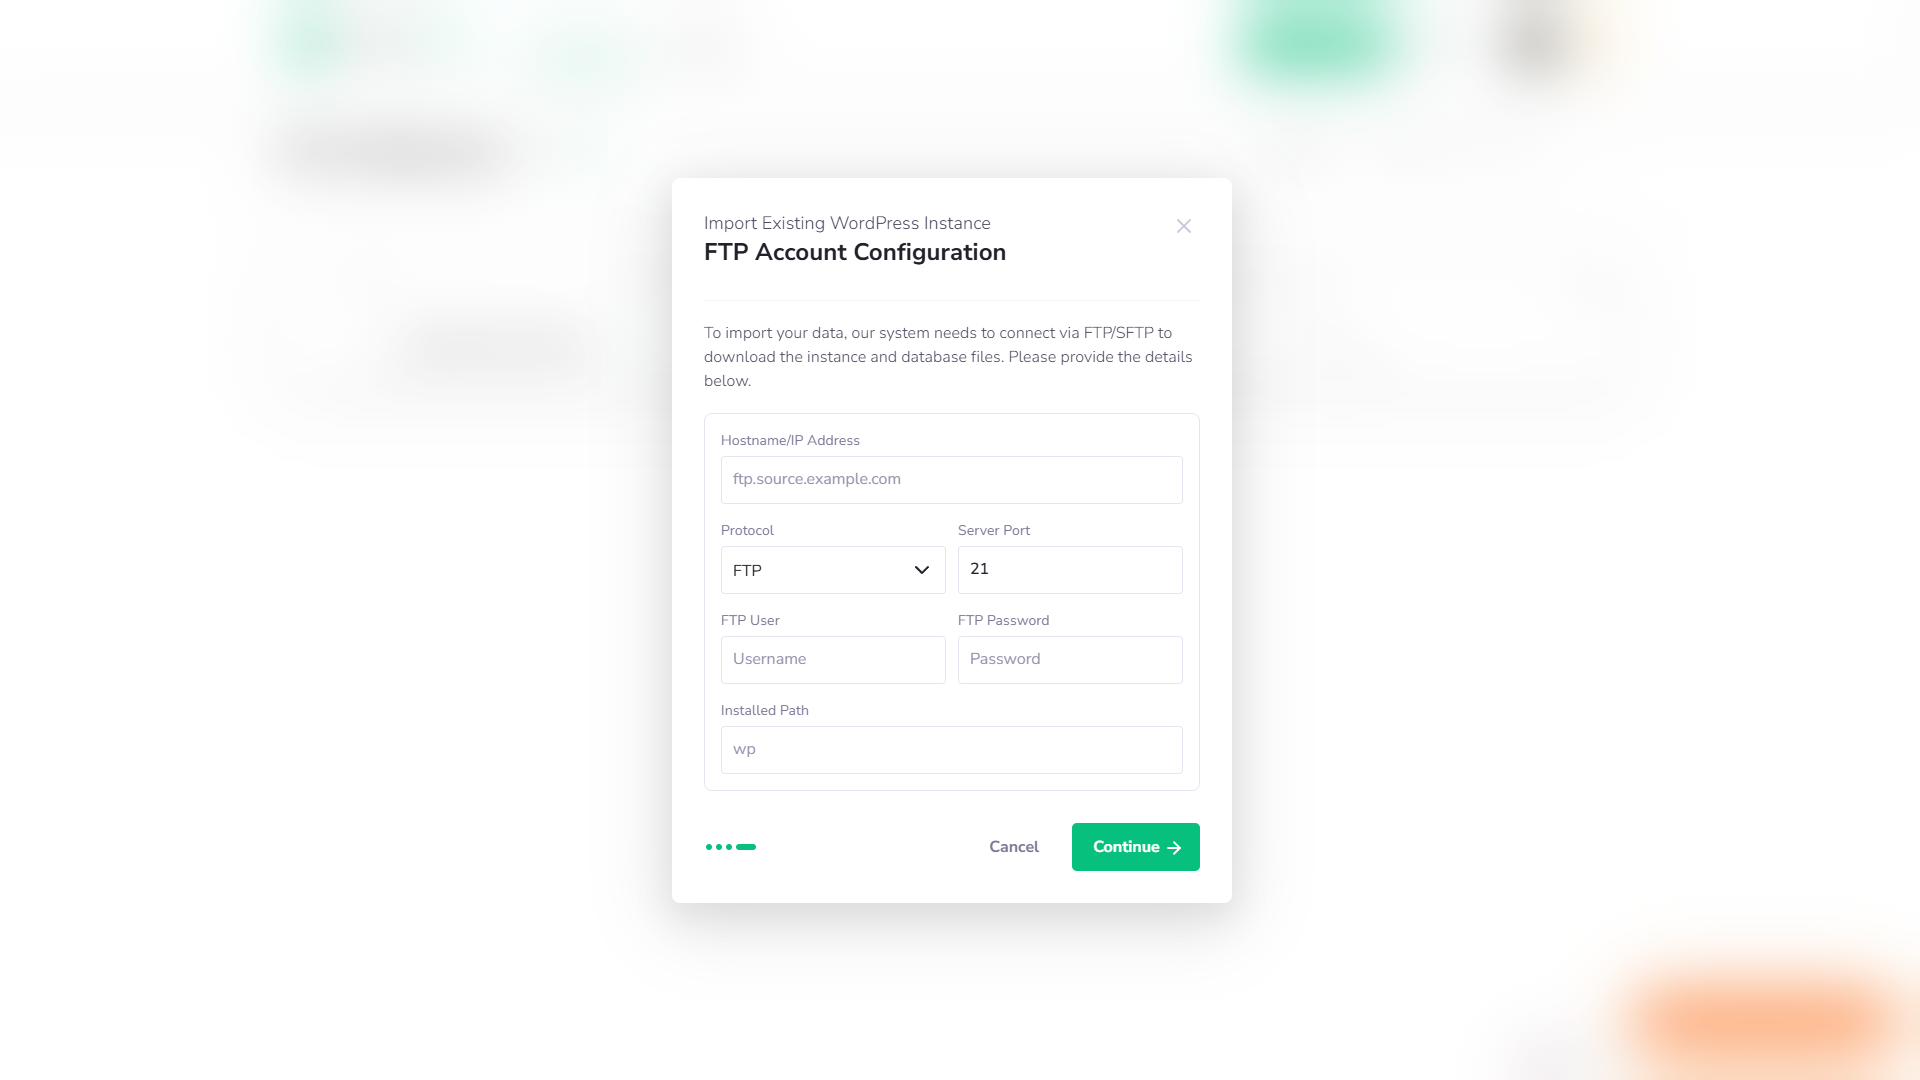 Import Existing WordPress Instance
FTP Account Configuration
To import your data, our system needs to connect via FTP/SFTP to
download the instance and database files. Please provide the details
below.
Hostname/IP Address
ftp.source.example.com
Protocol Server Port
FTP 21
FTP User FTP Password
Username Password
Installed Path
wp
Cancel Continue